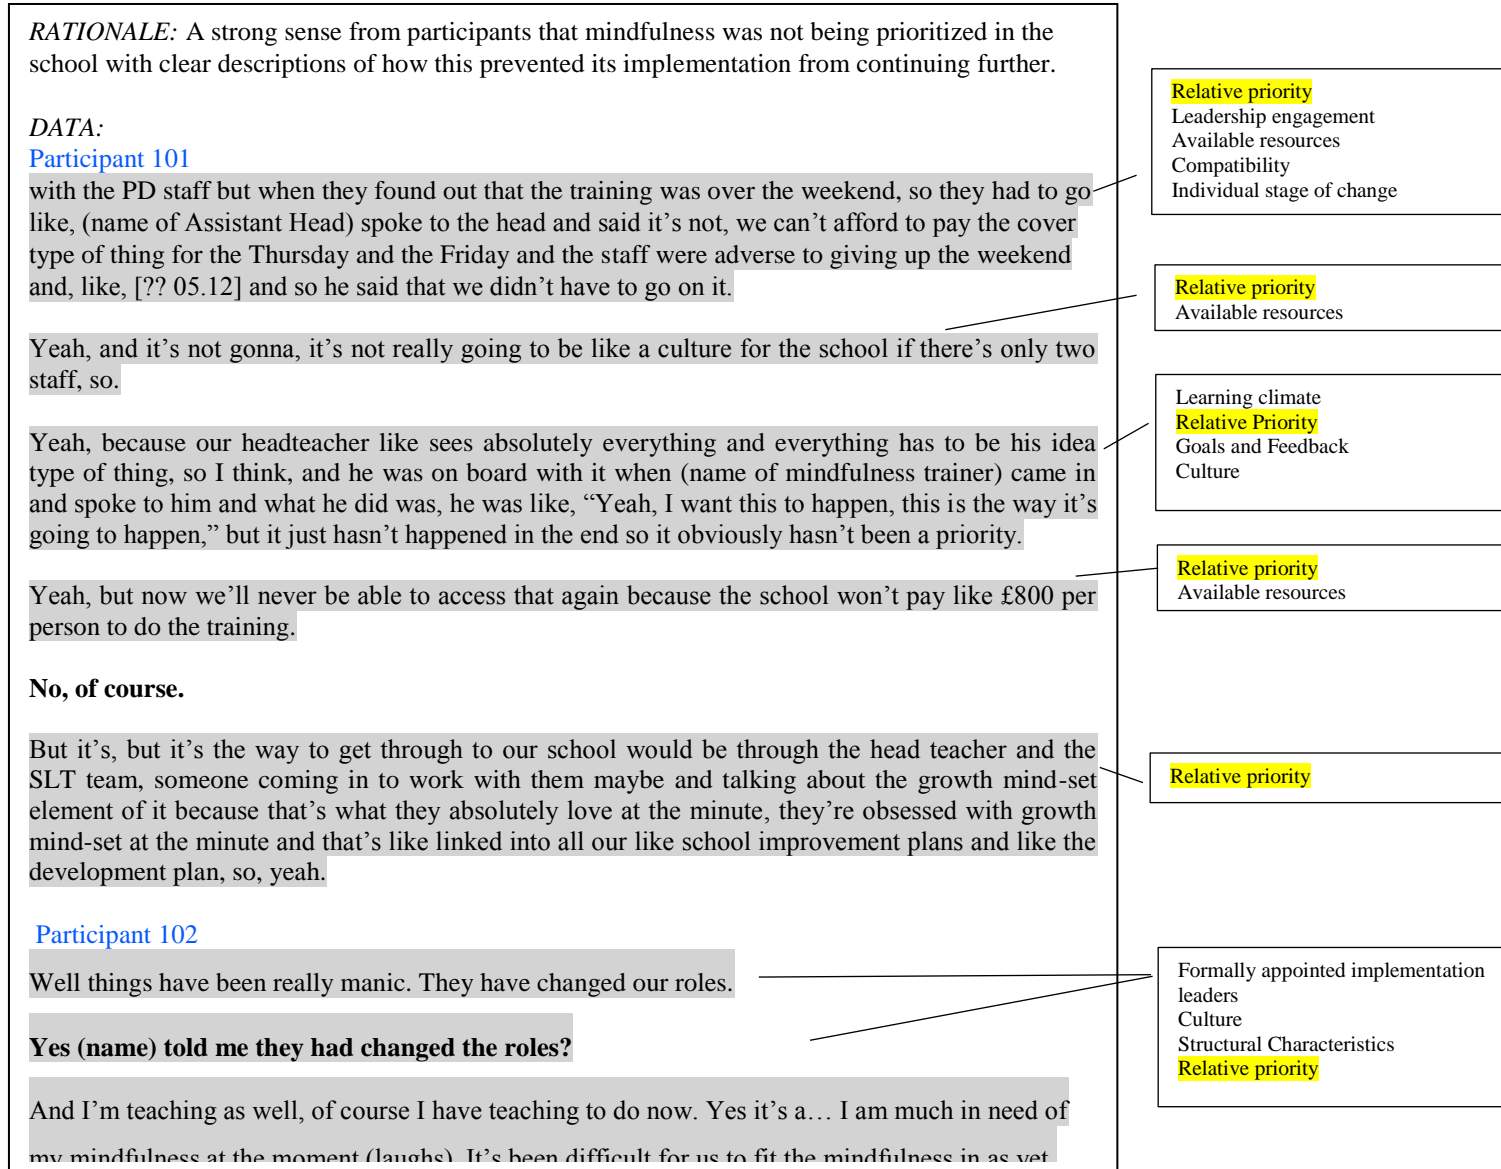 RATIONALE: A strong sense from participants that mindfulness was not being prioritized in the
school with clear descriptions of how this prevented its implementation from continuing further.
DATA:
Participant 101
with the PD staff but when they found out that the training was over the weekend, so they had to go
like, (name of Assistant Head) spoke to the head and said it’s not, we can’t afford to pay the cover
type of thing for the Thursday and the Friday and the staff were adverse to giving up the weekend
and, like, [?? 05.12] and so he said that we didn’t have to go on it.
Relative priority
Leadership engagement
Available resources
Compatibility
Individual stage of change
Yeah, and it’s not gonna, it’s not really going to be like a culture for the school if there’s only two
staff, so.
Relative priority
Available resources
Yeah, because our headteacher like sees absolutely everything and everything has to be his idea
type of thing, so I think, and he was on board with it when (name of mindfulness trainer) came in
and spoke to him and what he did was, he was like, “Yeah, I want this to happen, this is the way it’s
going to happen,” but it just hasn’t happened in the end so it obviously hasn’t been a priority.
Learning climate
Relative Priority
Goals and Feedback
Culture
Yeah, but now we’ll never be able to access that again because the school won’t pay like £800 per
person to do the training.
Relative priority
Available resources
No, of course.
But it’s, but it’s the way to get through to our school would be through the head teacher and the
SLT team, someone coming in to work with them maybe and talking about the growth mind-set
element of it because that’s what they absolutely love at the minute, they’re obsessed with growth
mind-set at the minute and that’s like linked into all our like school improvement plans and like the
development plan, so, yeah.
Relative priority
Participant 102
Well things have been really manic. They have changed our roles.
Yes (name) told me they had changed the roles?
Formally appointed implementation
leaders
Culture
Structural Characteristics
Relative priority
And I’m teaching as well, of course I have teaching to do now. Yes it’s a… I am much in need of
my mindfulness at the moment (laughs). It’s been difficult for us to fit the mindfulness in as yet